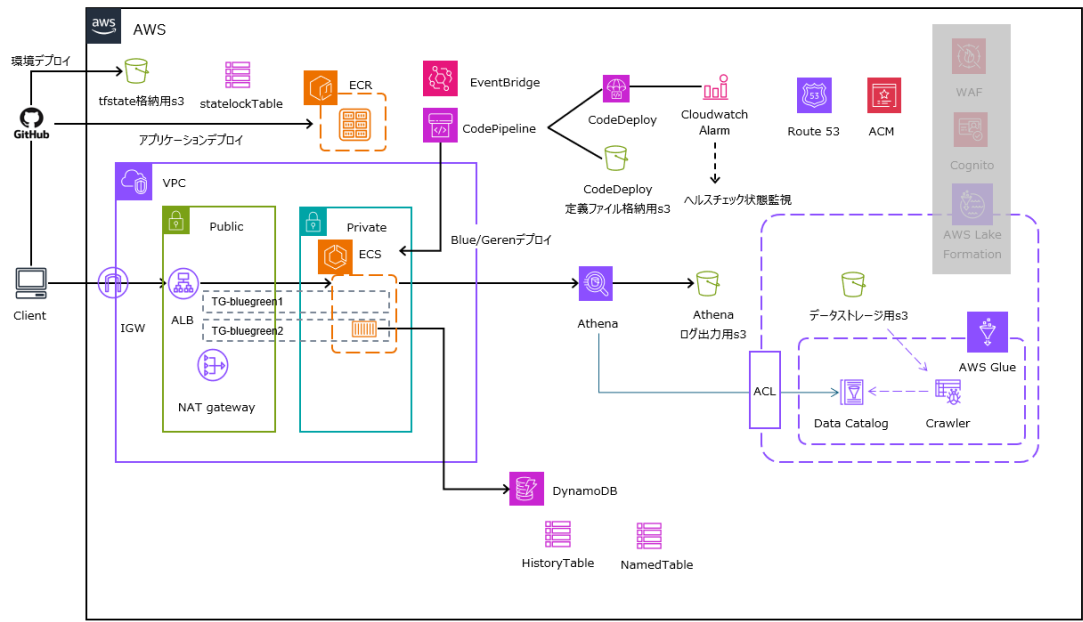 aws
AWS
環境デプロイ
tfstate格納用s3
statelockTable
ECR
EventBridge
CodePipeline
CodeDeploy
Cloudwatch
Alarm
53
Route 53
ACM
WAF
Cognito
AWS Lake
Formation
GitHub
アプリケーションデプロイ
CodeDeploy
定義ファイル格納用s3
ヘルスチェック状態監視
VPC
Public
Private
ECS
Blue/Gerenデプロイ
Client
IGW
ALB
TG-bluegreen1
TG-bluegreen2
NAT gateway
Athena
Athena
ログ出力用s3
データストレージ用s3
AWS Glue
ACL
Data Catalog
Crawler
DynamoDB
HistoryTable
NamedTable